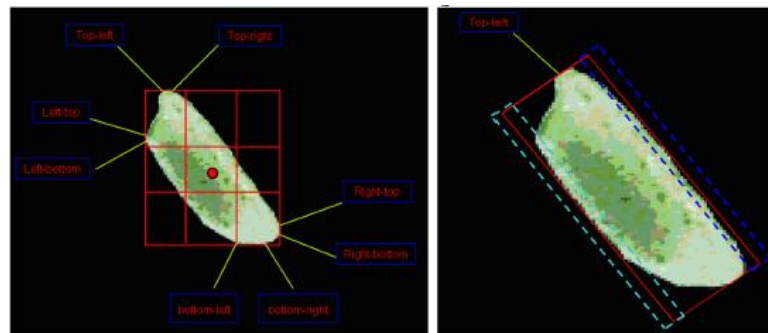 Top-left
Top-right
Left-top
Left-bottom
Right-top
Right-bottom
bottom-left
bottom-right
Top-left